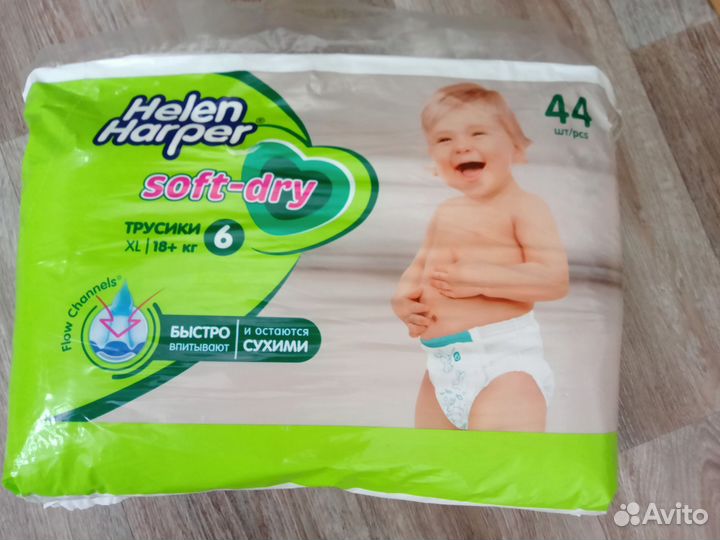 Helen
Harper®
soft-dry
ТРУСИКИ
XL | 18+ кг
6
44
шт/pcs
Flow Channels®
БЫСТРО
ВПИТЫВАЮТ
И ОСТАЮТСЯ
СУХИМИ
Avito